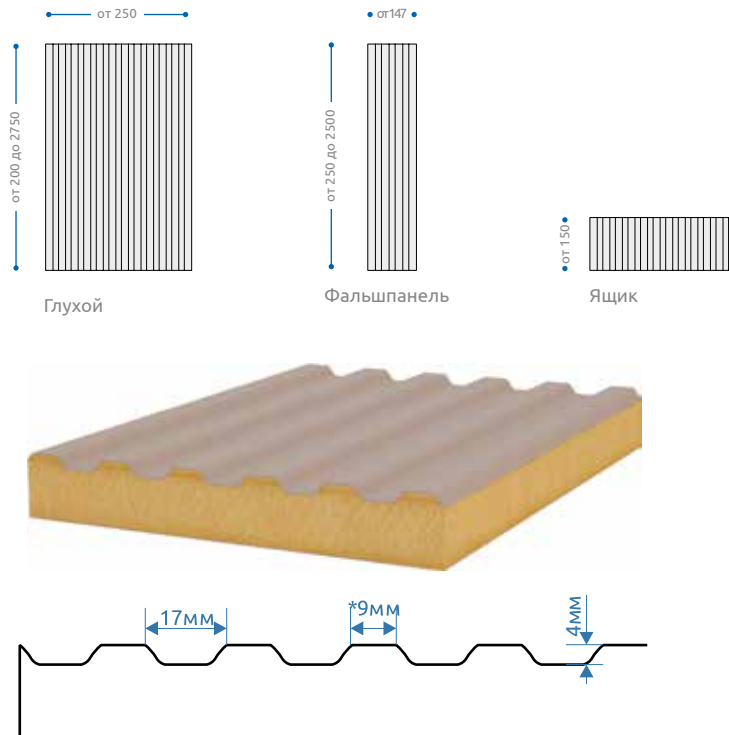 от 250
от147
от 200 до 2750
от 250 до 2500
от 150
Глухой
Фальшпанель
Ящик
17мм
*9мм
4мм